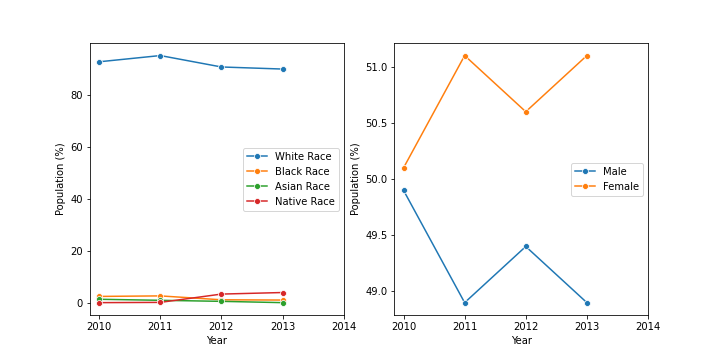 Population (%)
80
60
40
20
0
2010 2011 2012 2013 2014
Year
White Race
Black Race
Asian Race
Native Race
Population (%)
51.0
50.5
50.0
49.5
49.0
2010 2011 2012 2013 2014
Year
Male
Female